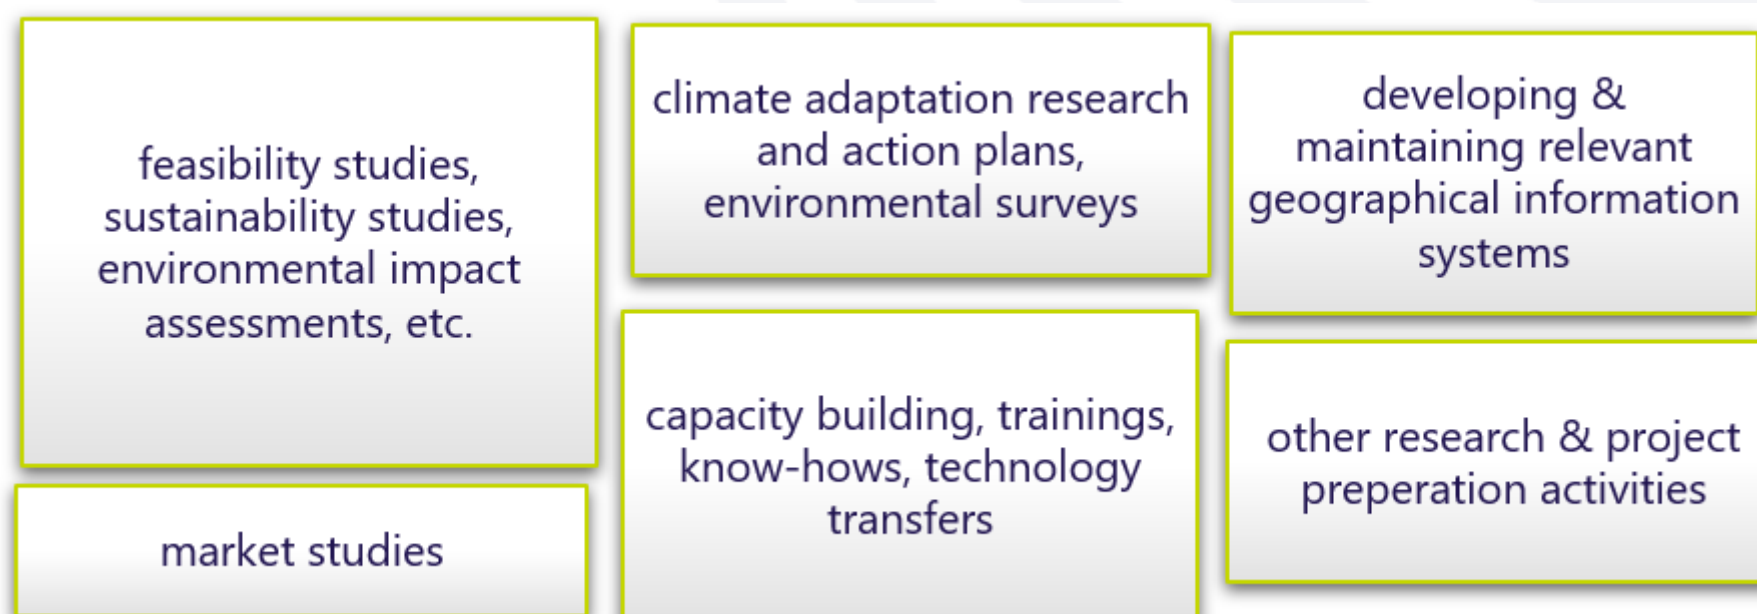 feasibility studies,
sustainability studies,
environmental impact
assessments, etc.
market studies
climate adaptation research
and action plans,
environmental surveys
capacity building, trainings,
know-hows, technology
transfers
developing &
maintaining relevant
geographical information
systems
other research & project
preperation activities